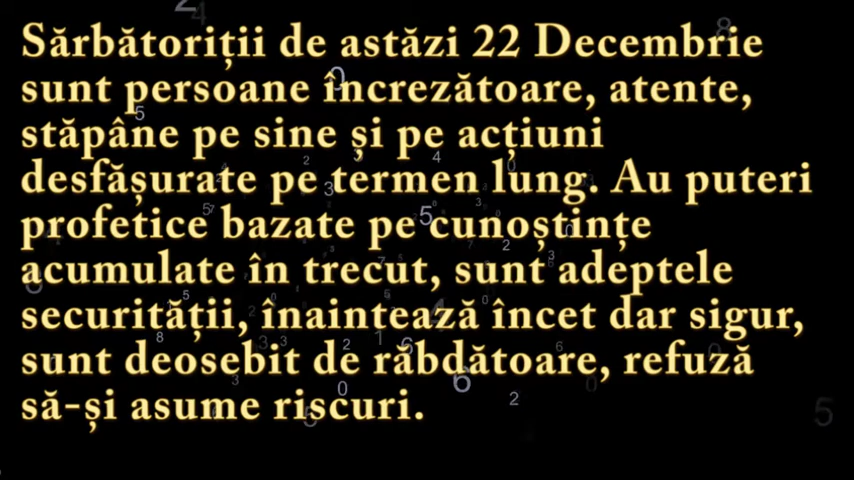 Sărbătoriții de astăzi 22 Decembrie
sunt persoane încrezătoare, atente,
stăpâne pe sine și pe acțiuni
desfășurate pe termen lung. Au puteri
profetice bazate pe cunoștințe
acumulate în trecut, sunt adeptele
securității, înaintează încet dar sigur,
sunt deosebit de răbdătoare, refuză
să-și asume riscuri.